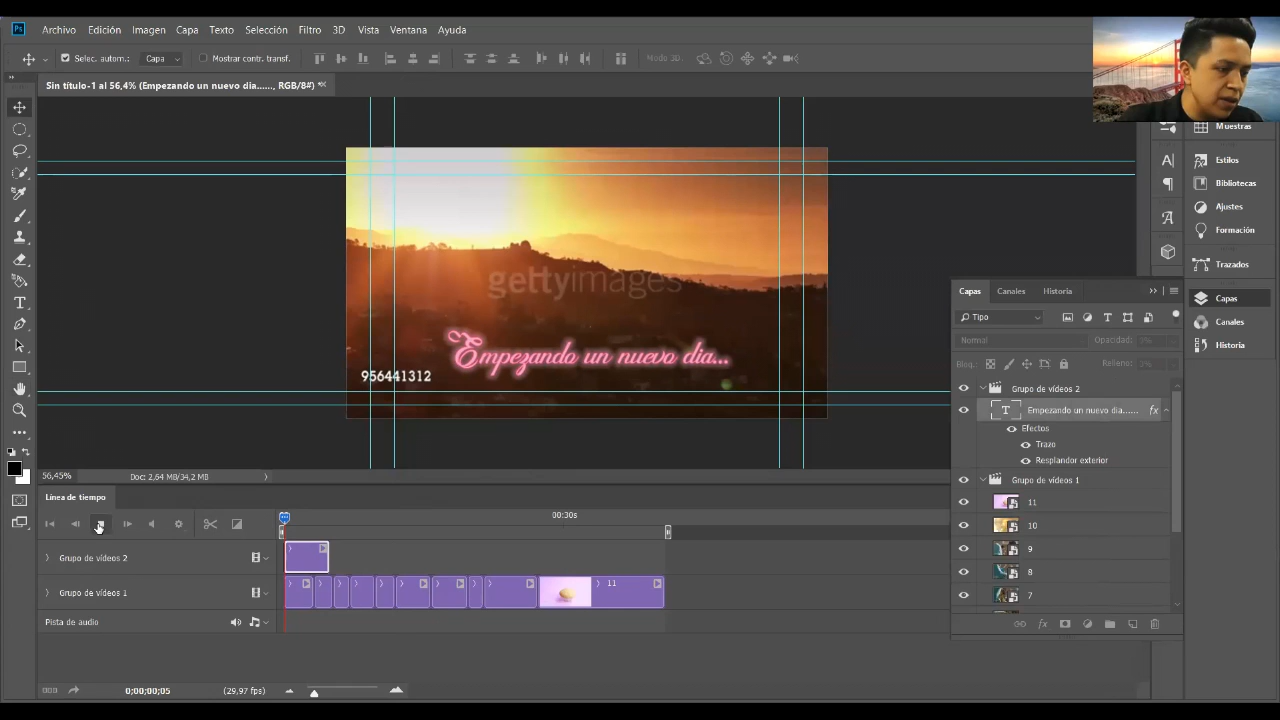 Ps Archivo Edición Imagen Capa Texto Selección Filtro 3D Vista Ventana Ayuda
Selec. autom.: Capa Mostrar contr. transf. Modo 3D:
Sin título-1 al 56,4% (Empezando un nuevo dia......, RGB/8#) *
gettyimages
Empezando un nuevo dia...
956441312
56,45% Doc: 2,64 MB/34,2 MB
Línea de tiempo
00:30s
Grupo de vídeos 2
Grupo de vídeos 1
11
Pista de audio
0;00;00;05 (29,97 fps)
Muestras
Estilos
Bibliotecas
Ajustes
Formación
Trazados
Capas
Canales
Historia
Capas Canales Historia
Tipo
Normal Opacidad: 3%
Bloq.: Relleno: 3%
Grupo de vídeos 2
T Empezando un nuevo dia...... fx
Efectos
Trazo
Resplandor exterior
Grupo de vídeos 1
11
10
9
8
7